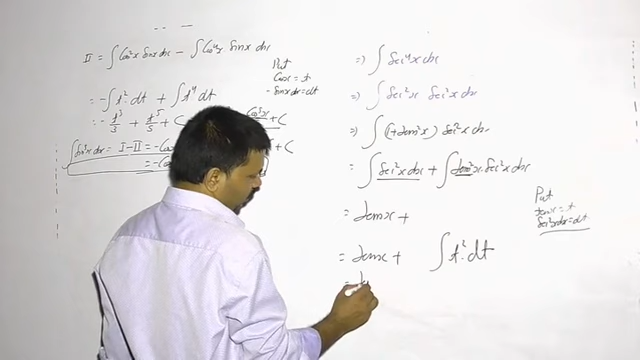 II = ∫ Cos²x Sinx dx − ∫ Cos⁴x Sinx dx
Put
Cosx = t
- Sinx dx = dt
= -∫ t² dt + ∫ t⁴ dt
= - t³/3 + t⁵/5 + C
Cos⁵x + C
∫ Sin⁵x dx = I - II = -Cos
= -Co
+ C
⇒ ∫ Sec⁴x dx
⇒ ∫ Sec²x Sec²x dx
⇒ ∫ (1+tan²x) Sec²x dx
= ∫ Sec²x dx + ∫ tan²x. Sec²x dx
= tanx +
Put
tanx = t
Sec²x dx = dt
= tanx + ∫ t². dt
=